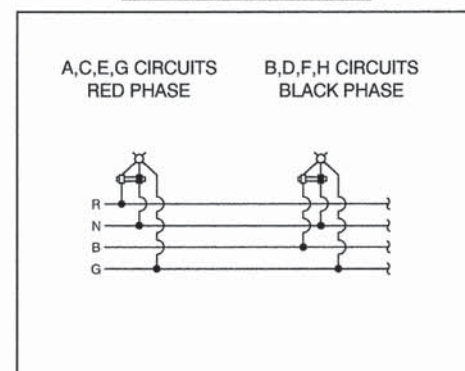 A,C,E,G CIRCUITS
RED PHASE
B,D,F,H CIRCUITS
BLACK PHASE
R
N
B
G